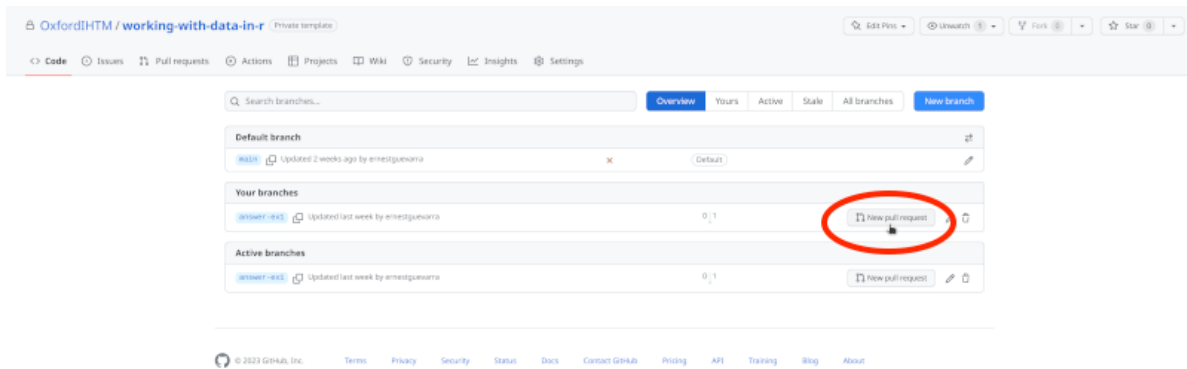 OxfordIHTM / working-with-data-in-r Private template Edit Pins Unwatch 1 Fork 0 Star 0
Code Issues Pull requests Actions Projects Wiki Security Insights Settings
Search branches... Overview Yours Active Stale All branches New branch
Default branch
main Updated 2 weeks ago by ernestguevarra Default
Your branches
answer-ex1 Updated last week by ernestguevarra 0 1 New pull request
Active branches
answer-ex1 Updated last week by ernestguevarra 0 1 New pull request
© 2023 GitHub, Inc. Terms Privacy Security Status Docs Contact GitHub Pricing API Training Blog About